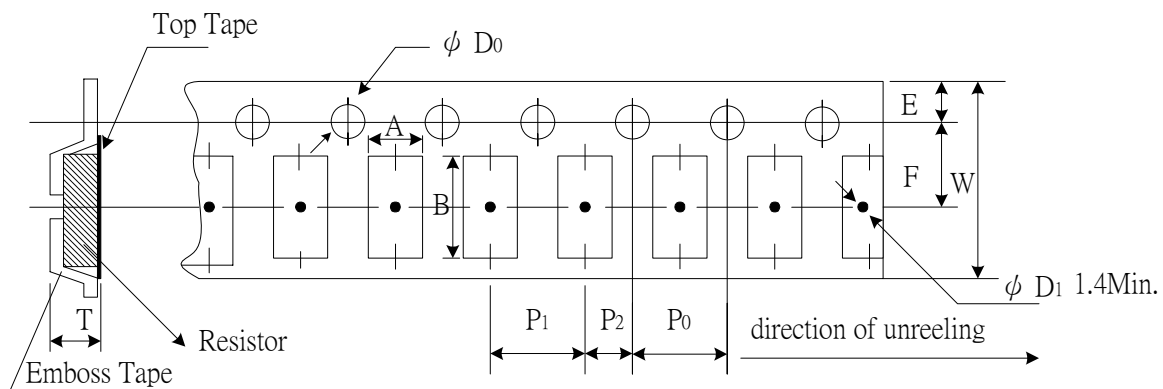 Top Tape
ϕ D0
E
A
F
W
B
ϕ D1 1.4Min.
T
P1
P2
P0
direction of unreeling
Resistor
Emboss Tape